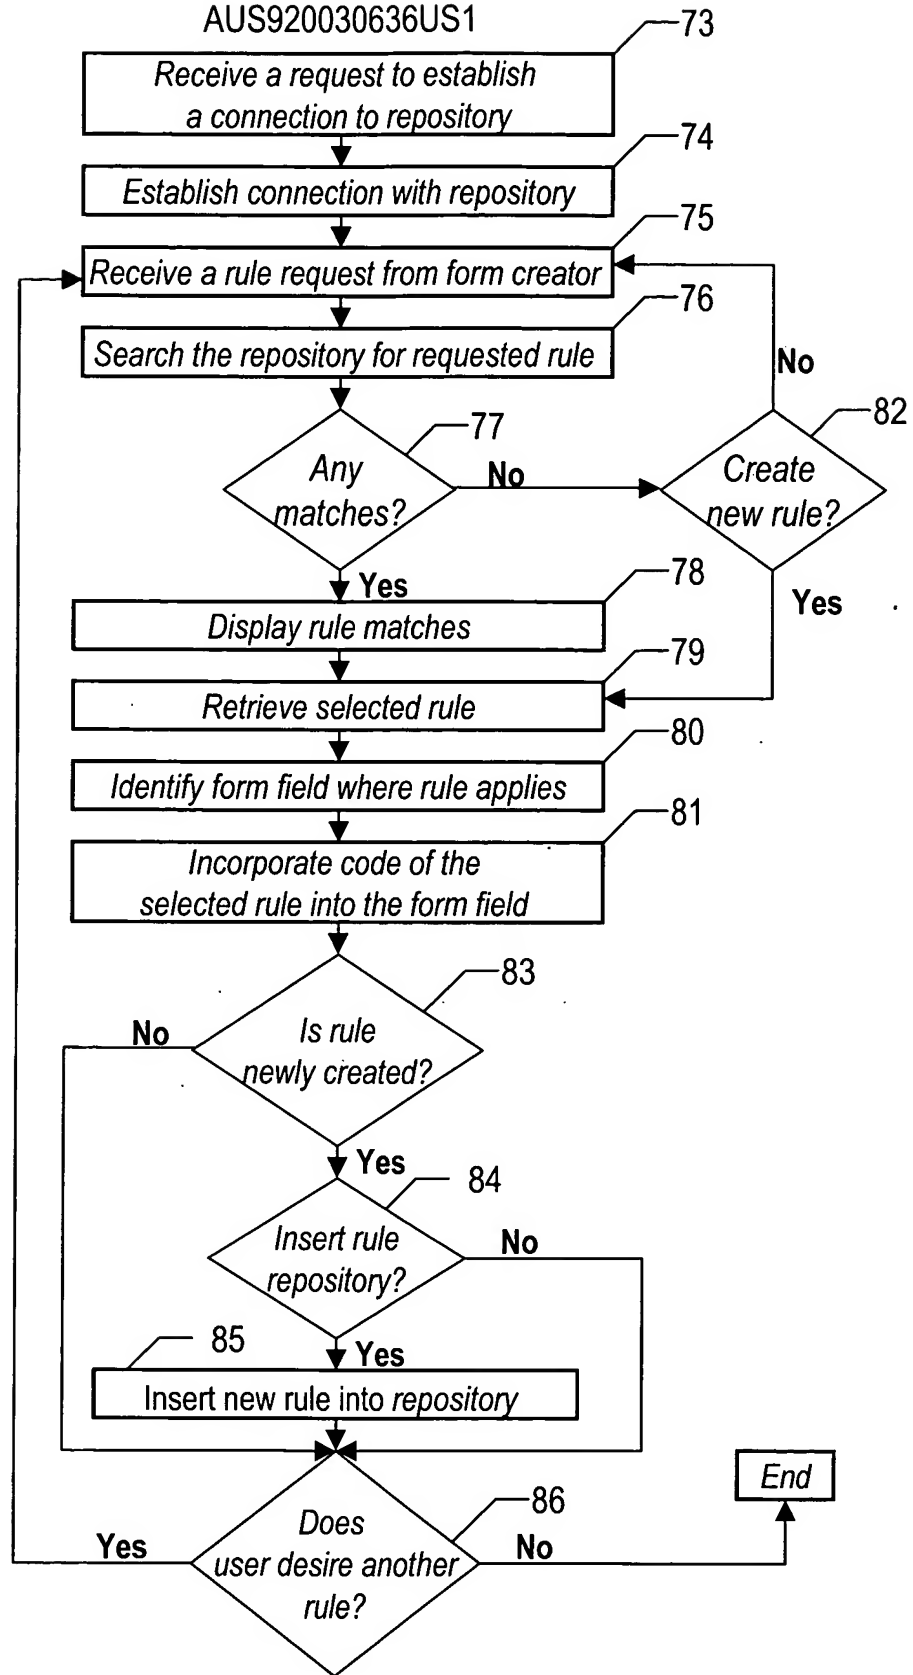 AUS920030636US1
73
Receive a request to establish
a connection to repository
74
Establish connection with repository
75
Receive a rule request from form creator
76
Search the repository for requested rule
No
77
82
Any
matches?
No
Create
new rule?
Yes
78
Yes
Display rule matches
79
Retrieve selected rule
80
Identify form field where rule applies
81
Incorporate code of the
selected rule into the form field
83
No
Is rule
newly created?
Yes
84
Insert rule
repository?
No
85
Yes
Insert new rule into repository
End
86
Does
user desire another
rule?
Yes
No